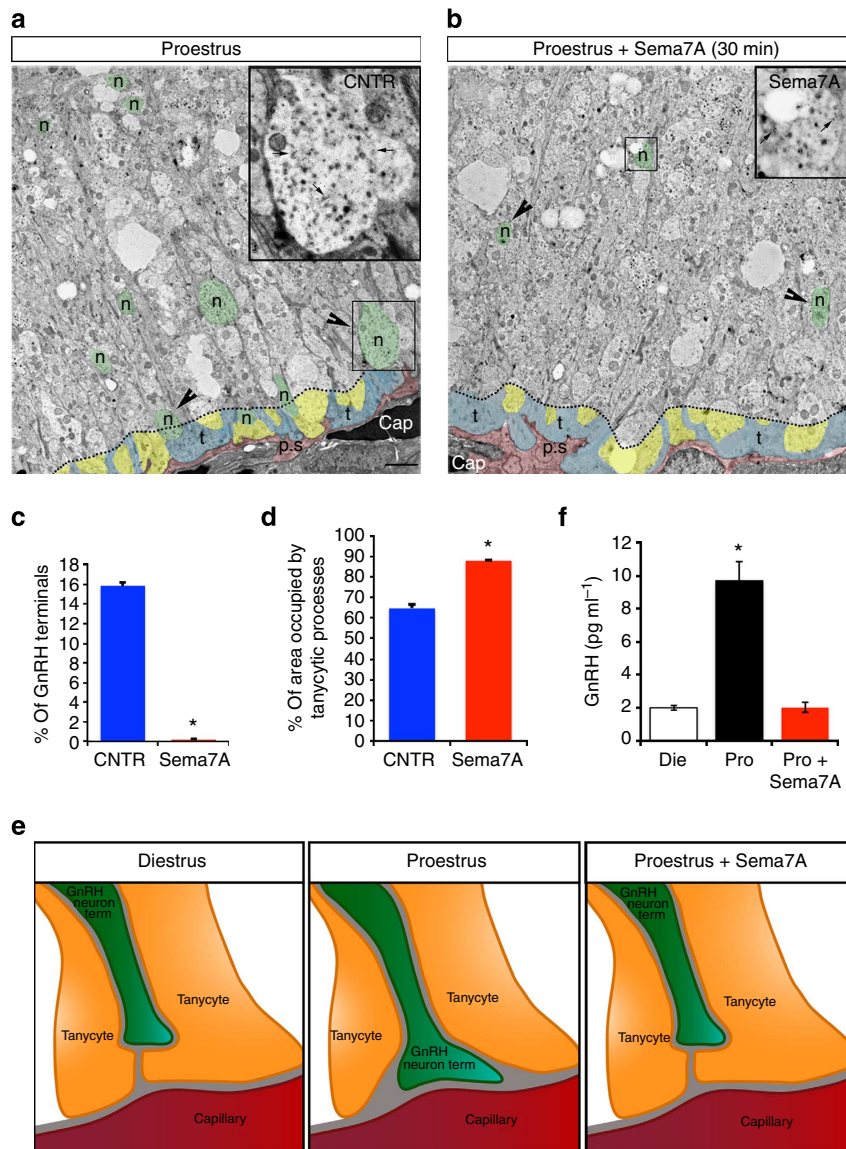 a
Proestrus
CNTR
n
n
n
n
n
n
n
n
n
n
t
t
p.s
Cap
b
Proestrus + Sema7A (30 min)
Sema7A
n
n
n
t
t
p.s
Cap
c
% Of GnRH terminals
18
16
14
12
10
8
6
4
2
0
*
CNTR
Sema7A
d
% Of area occupied by
tanycytic processes
100
90
80
70
60
50
40
30
20
10
0
*
CNTR
Sema7A
f
GnRH (pg ml–1)
12
10
8
6
4
2
0
*
Die
Pro
Pro +
Sema7A
e
Diestrus
GnRH
neuron
term
Tanycyte
Tanycyte
Capillary
Proestrus
Tanycyte
Tanycyte
GnRH
neuron term
Capillary
Proestrus + Sema7A
GnRH
neuron
term
Tanycyte
Tanycyte
Capillary